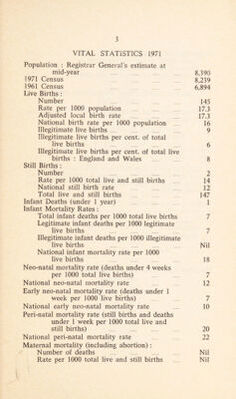 3
VITAL STATISTICS 1971
Population : Registrar General's estimate at
mid-year 8,390
1971 Census 8,239
1961 Census 6,894
Live Births :
Number 145
Rate per 1000 population 17.3
Adjusted local birth rate 17.3
National birth rate per 1000 population 16
Illegitimate live births 9
Illegitimate live births per cent. of total
live births 6
Illegitimate live births per cent. of total live
births : England and Wales 8
Still Births :
Number 2
Rate per 1000 total live and still births 14
National still birth rate 12
Total live and still births 147
Infant Deaths (under 1 year) 1
Infant Mortality Rates :
Total infant deaths per 1000 total live births 7
Legitimate infant deaths per 1000 legitimate
live births 7
Illegitimate infant deaths per 1000 illegitimate
live births Nil
National infant mortality rate per 1000
live births 18
Neo-natal mortality rate (deaths under 4 weeks
per 1000 total live births) 7
National neo-natal mortality rate 12
Early neo-natal mortality rate (deaths under 1
week per 1000 live births) 7
National early neo-natal mortality rate 10
Peri-natal mortality rate (still births and deaths
under 1 week per 1000 total live and
still births) 20
National peri-natal mortality rate 22
Maternal mortality (including abortion) :
Number of deaths Nil
Rate per 1000 total live and still births Nil